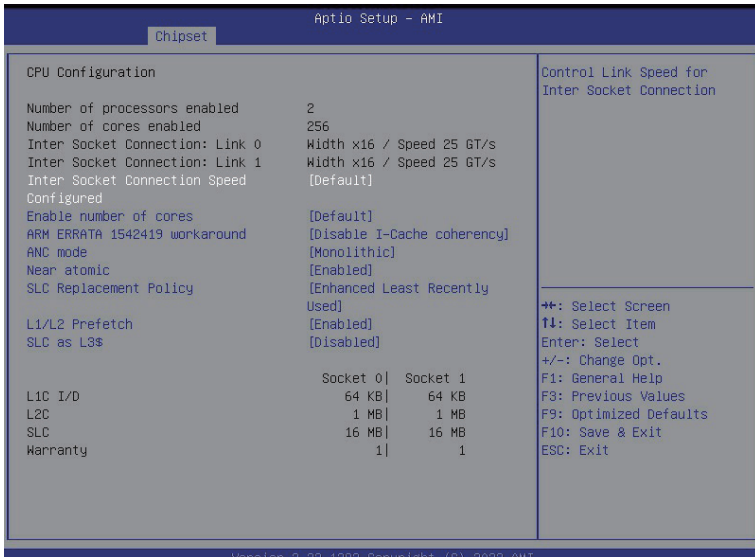 Aptio Setup – AMI
Chipset
CPU Configuration
Number of processors enabled 2
Number of cores enabled 256
Inter Socket Connection: Link 0 Width x16 / Speed 25 GT/s
Inter Socket Connection: Link 1 Width x16 / Speed 25 GT/s
Inter Socket Connection Speed [Default]
Configured
Enable number of cores [Default]
ARM ERRATA 1542419 workaround [Disable I-Cache coherency]
ANC mode [Monolithic]
Near atomic [Enabled]
SLC Replacement Policy [Enhanced Least Recently
Used]
L1/L2 Prefetch [Enabled]
SLC as L3$ [Disabled]
Socket 0| Socket 1
L1C I/D 64 KB| 64 KB
L2C 1 MB| 1 MB
SLC 16 MB| 16 MB
Warranty 1| 1
Control Link Speed for
Inter Socket Connection
→←: Select Screen
↑↓: Select Item
Enter: Select
+/-: Change Opt.
F1: General Help
F3: Previous Values
F9: Optimized Defaults
F10: Save & Exit
ESC: Exit
Version Copyright (C) AMI